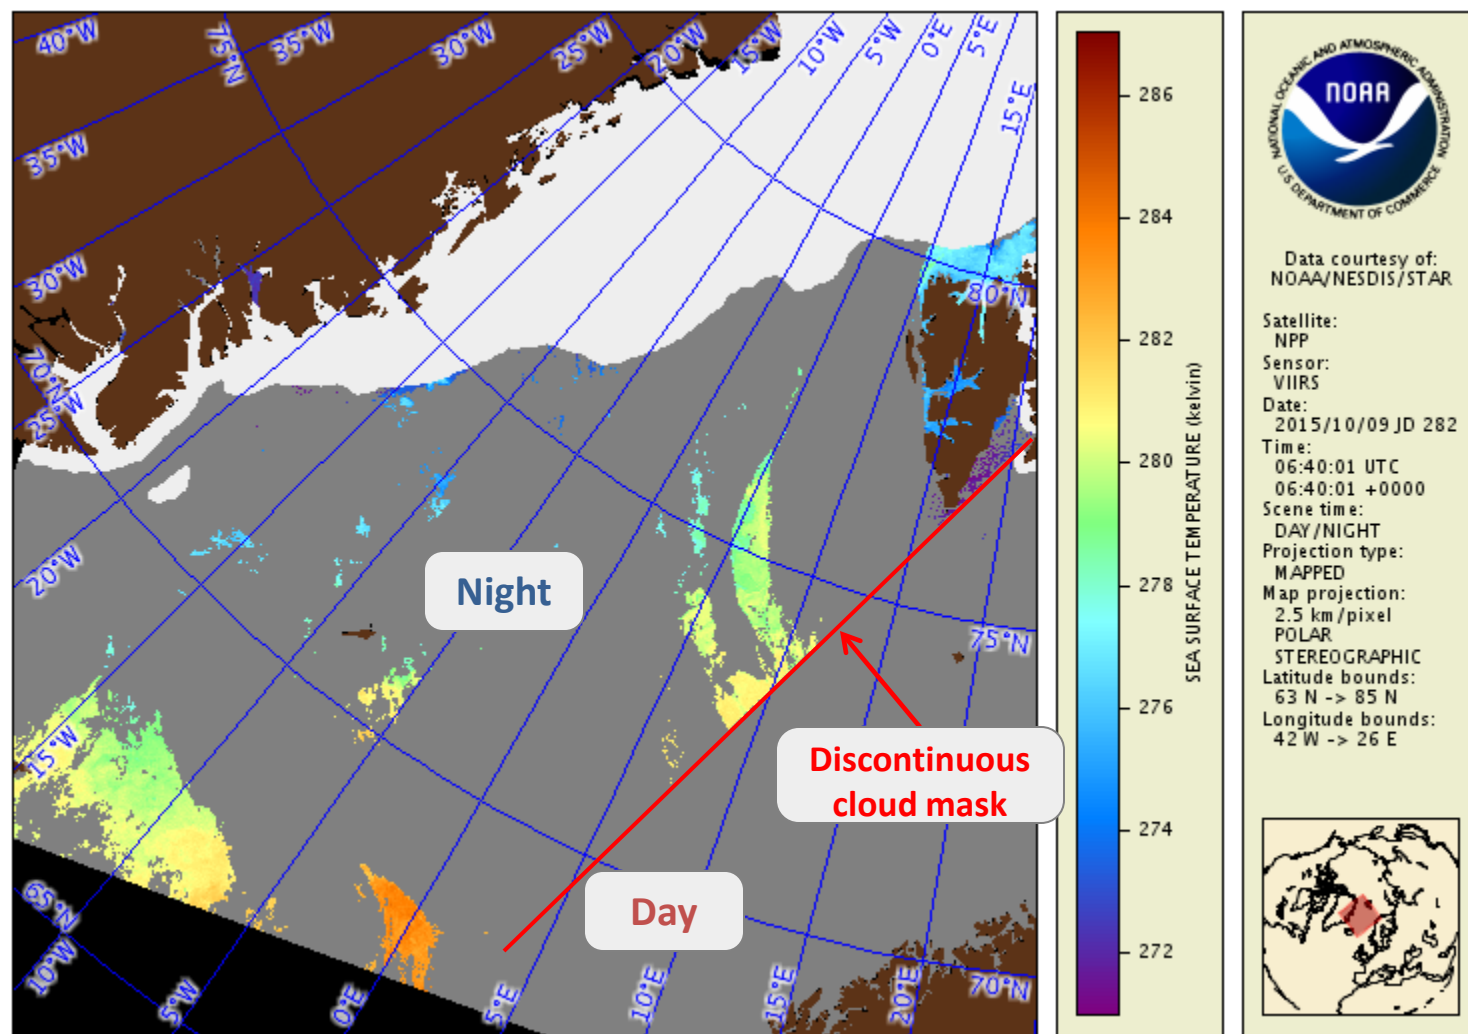 40°W
75°N
35°W
30°W
25°W
20°W
15°W
10°W
5°W
0°E
5°E
15°E
35°W
30°W
80°N
70°N
25°W
20°W
Night
75°N
15°W
Discontinuous
cloud mask
Day
65°N
10°W
5°W
0°E
5°E
10°E
15°E
20°E
70°N
286
284
282
280
278
276
274
272
SEA SURFACE TEMPERATURE (kelvin)
NATIONAL OCEANIC AND ATMOSPHERIC ADMINISTRATION
NOAA
U.S. DEPARTMENT OF COMMERCE
Data courtesy of:
NOAA/NESDIS/STAR
Satellite:
NPP
Sensor:
VIIRS
Date:
2015/10/09 JD 282
Time:
06:40:01 UTC
06:40:01 +0000
Scene time:
DAY/NIGHT
Projection type:
MAPPED
Map projection:
2.5 km/pixel
POLAR
STEREOGRAPHIC
Latitude bounds:
63 N -> 85 N
Longitude bounds:
42 W -> 26 E